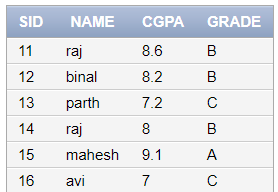 SID NAME CGPA GRADE
11 raj 8.6 B
12 binal 8.2 B
13 parth 7.2 C
14 raj 8 B
15 mahesh 9.1 A
16 avi 7 C